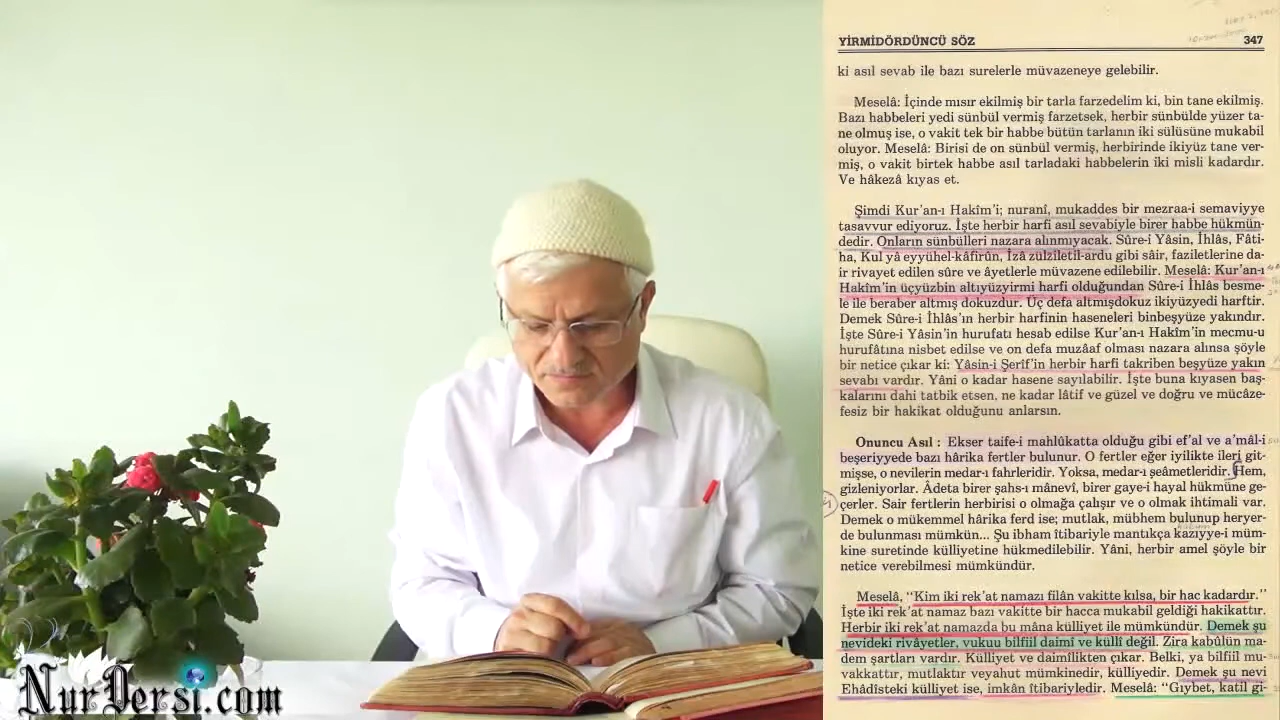 YİRMİDÖRDÜNCÜ SÖZ 347
ki asıl sevab ile bazı surelerle müvazeneye gelebilir.
Meselâ: İçinde mısır ekilmiş bir tarla farzedelim ki, bin tane ekilmiş.
Bazı habbeleri yedi sünbül vermiş farzetsek, herbir sünbülde yüzer ta-
ne olmuş ise, o vakit tek bir habbe bütün tarlanın iki sülüsüne mukabil
oluyor. Meselâ: Birisi de on sünbül vermiş, herbirinde ikiyüz tane ver-
miş, o vakit birtek habbe asıl tarladaki habbelerin iki misli kadardır.
Ve hâkezâ kıyas et.
Şimdi Kur'an-ı Hakîm'i; nuranî, mukaddes bir mezraa-i semaviyye
tasavvur ediyoruz. İşte herbir harfi asıl sevabiyle birer habbe hükmün-
dedir. Onların sünbülleri nazara alınmıyacak. Sûre-i Yâsin, İhlâs, Fâti-
ha, Kul yâ eyyühel-kâfirûn, İzâ zülziletil-ardu gibi sâir, faziletlerine da-
ir rivayet edilen sûre ve âyetlerle müvazene edilebilir. Meselâ: Kur'an-ı
Hakîm'in üçyüzbin altıyüzyirmi harfi olduğundan Sûre-i İhlâs besme-
le ile beraber altmış dokuzdur. Üç defa altmışdokuz ikiyüzyedi harftir.
Demek Sûre-i İhlâs'ın herbir harfinin haseneleri binbeşyüze yakındır.
İşte Sûre-i Yâsin'in hurufatı hesab edilse Kur'an-ı Hakîm'in mecmu-u
hurufâtına nisbet edilse ve on defa muzâaf olması nazara alınsa şöyle
bir netice çıkar ki: Yâsin-i Şerif'in herbir harfi takriben beşyüze yakın
sevabı vardır. Yâni o kadar hasene sayılabilir. İşte buna kıyasen baş-
kalarını dahi tatbik etsen, ne kadar lâtif ve güzel ve doğru ve mücâze-
fesiz bir hakikat olduğunu anlarsın.
Onuncu Asıl : Ekser taife-i mahlûkatta olduğu gibi ef'al ve a'mâl-i
beşeriyyede bazı hârika fertler bulunur. O fertler eğer iyilikte ileri git-
mişse, o nevilerin medar-ı fahrleridir. Yoksa, medar-ı şeâmetleridir. Hem,
gizleniyorlar. Âdeta birer şahs-ı mânevî, birer gaye-i hayal hükmüne ge-
çerler. Sair fertlerin herbirisi o olmağa çalışır ve o olmak ihtimali var.
Demek o mükemmel hârika ferd ise; mutlak, mübhem bulunup heryer-
de bulunması mümkün... Şu ibham îtibariyle mantıkça kazıyye-i müm-
kine suretinde külliyetine hükmedilebilir. Yâni, herbir amel şöyle bir
netice verebilmesi mümkündür.
Meselâ, "Kim iki rek'at namazı filân vakitte kılsa, bir hac kadardır."
İşte iki rek'at namaz bazı vakitte bir hacca mukabil geldiği hakikattır.
Herbir iki rek'at namazda bu mâna külliyet ile mümkündür. Demek şu
nevideki rivâyetler, vukuu bilfiil daimî ve küllî değil. Zira kabûlün ma-
dem şartları vardır. Külliyet ve daimîlikten çıkar. Belki, ya bilfiil mu-
vakkattır, mutlaktır veyahut mümkinedir, külliyedir. Demek şu nevi
Ehâdîsteki külliyet ise, imkân îtibariyledir. Meselâ: "Gıybet, katil gi-
NurDersi.com